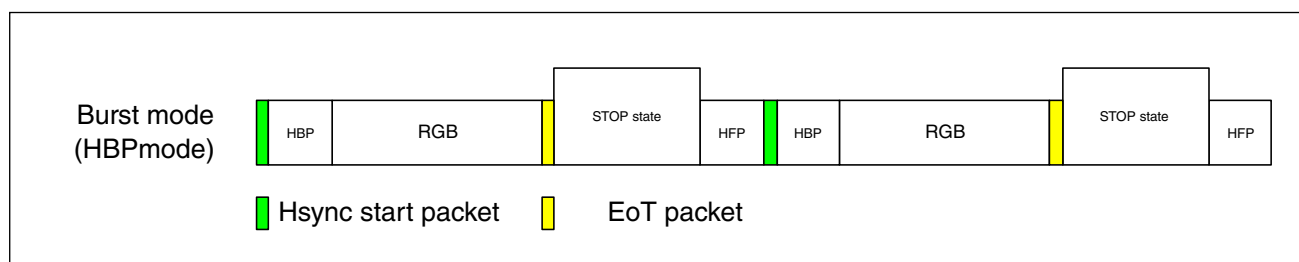 Burst mode
(HBPmode)
HBP
RGB
STOP state
HFP
HBP
RGB
STOP state
HFP
Hsync start packet
EoT packet